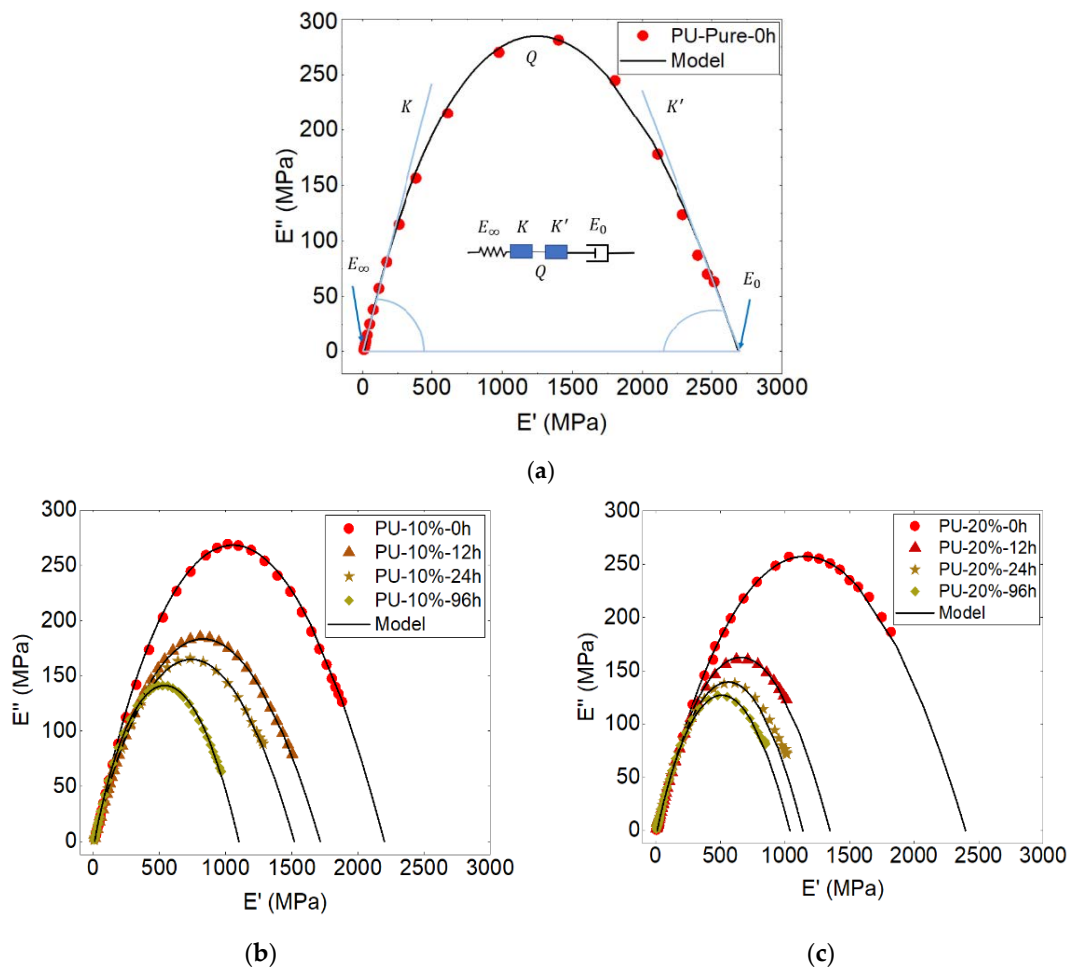 300
250
200
150
100
50
0
E'' (MPa)
PU-Pure-0h
Model
Q
K
K′
E∞ K K′ E₀
Q
E∞
E₀
0 500 1000 1500 2000 2500 3000
E' (MPa)
(a)
300
250
200
150
100
50
0
E'' (MPa)
PU-10%-0h
PU-10%-12h
PU-10%-24h
PU-10%-96h
Model
0 500 1000 1500 2000 2500 3000
E' (MPa)
(b)
300
250
200
150
100
50
0
E'' (MPa)
PU-20%-0h
PU-20%-12h
PU-20%-24h
PU-20%-96h
Model
0 500 1000 1500 2000 2500 3000
E' (MPa)
(c)